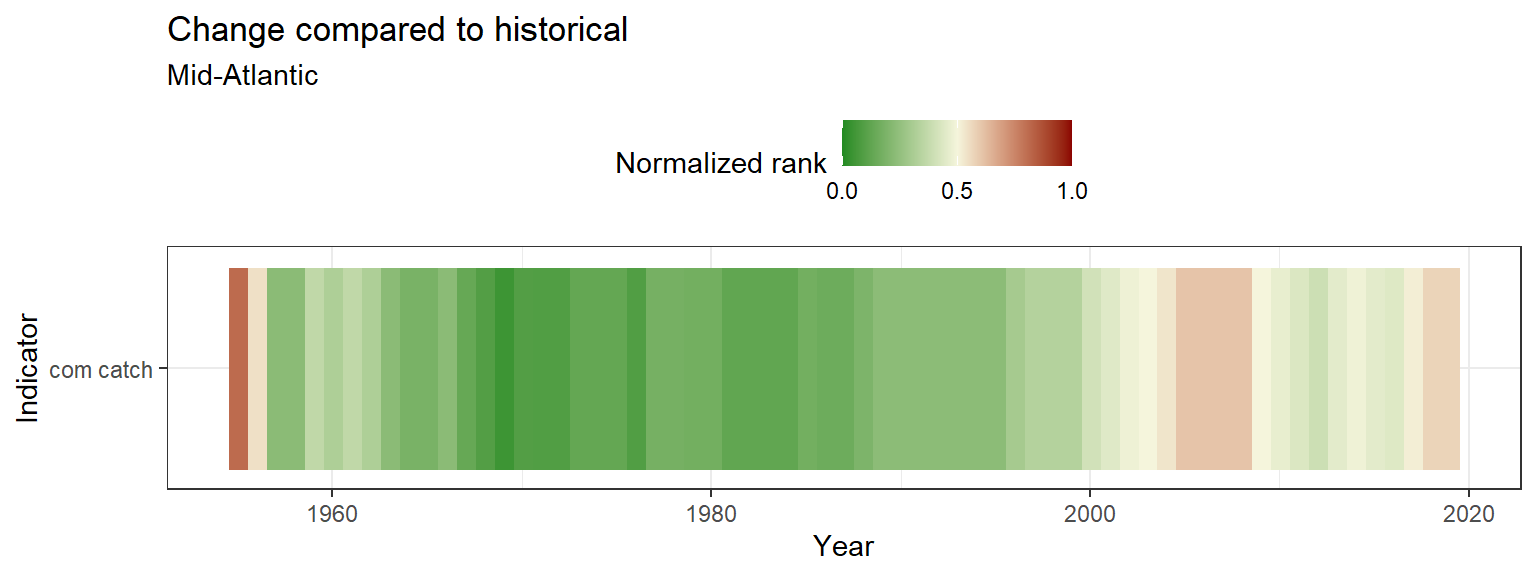 Change compared to historical
Mid-Atlantic
Normalized rank
0.0 0.5 1.0
Indicator
com catch
1960 1980 2000 2020
Year